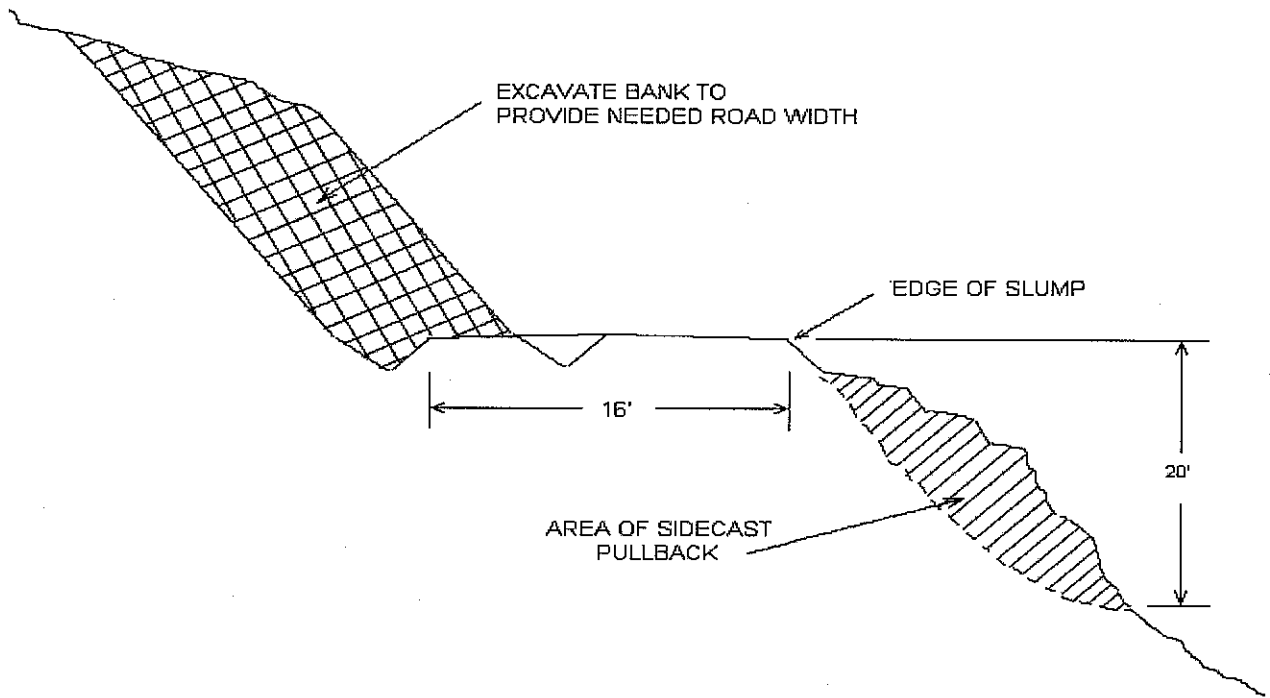 EXCAVATE BANK TO
PROVIDE NEEDED ROAD WIDTH
EDGE OF SLUMP
16'
20'
AREA OF SIDECAST
PULLBACK